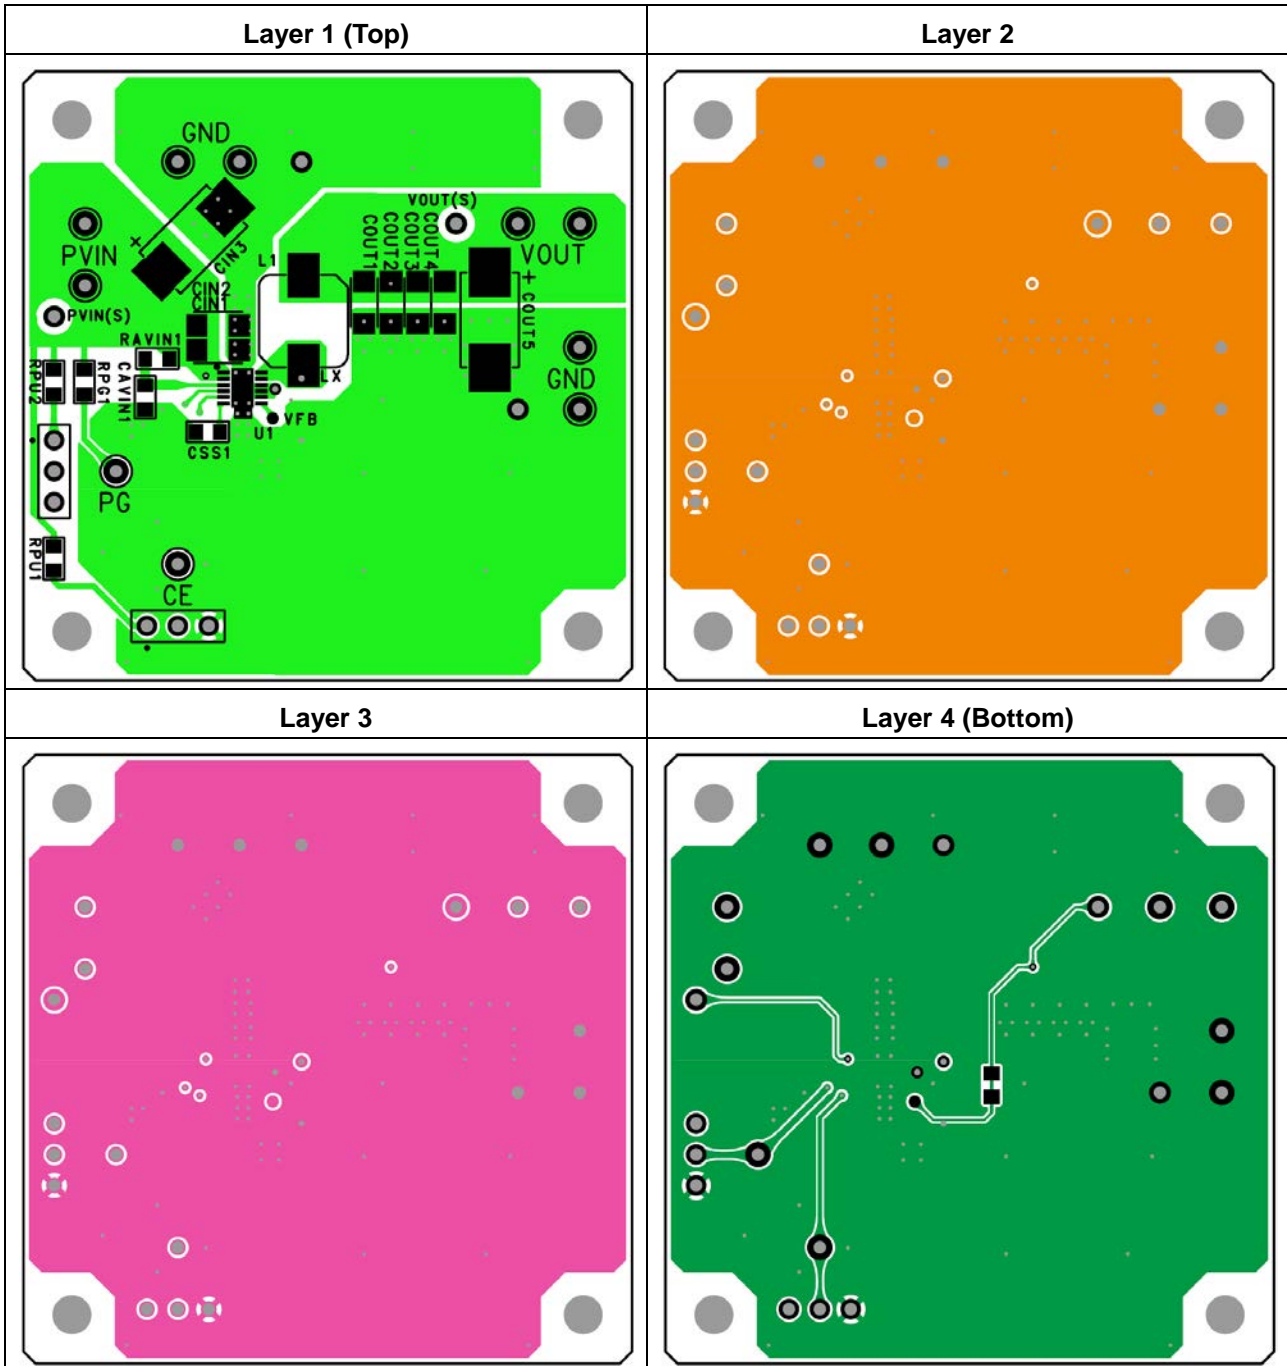 Layer 1 (Top)
Layer 2
GND
VOUT(S)
PVIN
+
CIN3
L1
COUT1
COUT2
COUT3
COUT4
VOUT
+
COUT5
CIN2
CIN1
PVIN(S)
RAVIN1
RPU2
RPG1
CAVIN1
LX
GND
VFB
U1
CSS1
PG
RPU1
CE
Layer 3
Layer 4 (Bottom)